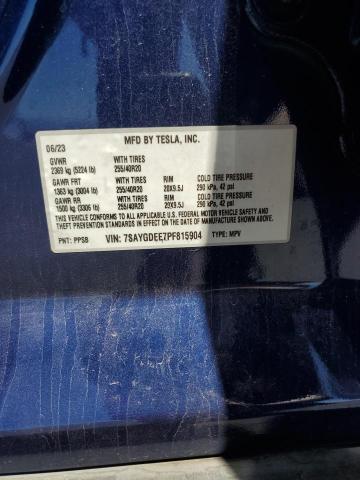 MFD BY TESLA, INC.
06/23
GVWR WITH TIRES
2369 kg (5224 lb) 255/40R20
GAWR FRT WITH TIRES RIM COLD TIRE PRESSURE
1363 kg (3004 lb) 255/40R20 20X9.5J 290 kPa, 42 psi
GAWR RR WITH TIRES RIM COLD TIRE PRESSURE
1500 kg (3306 lb) 255/40R20 20X9.5J 290 kPa, 42 psi
THIS VEHICLE CONFORMS TO ALL APPLICABLE FEDERAL MOTOR VEHICLE SAFETY AND
THEFT PREVENTION STANDARDS IN EFFECT ON THE DATE OF MANUFACTURE SHOWN ABOVE.
PNT: PPSB VIN: 7SAYGDEE7PF815904 TYPE: MPV